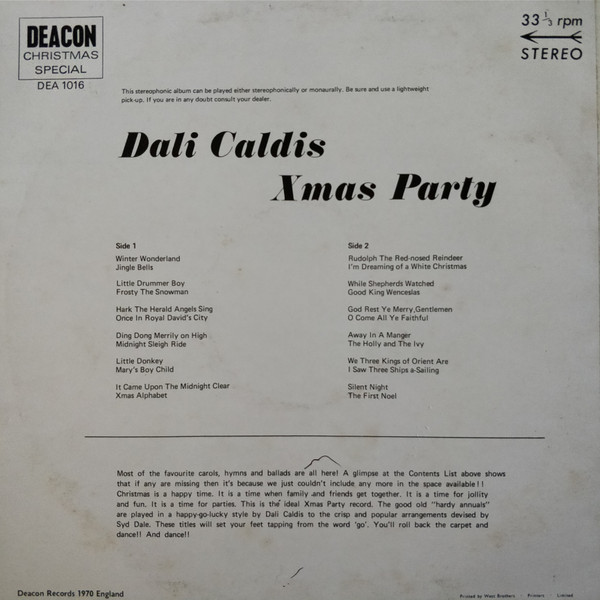 DEACON
CHRISTMAS
SPECIAL
DEA 1016
33 1/3 rpm
STEREO
This stereophonic album can be played either stereophonically or monaurally. Be sure and use a lightweight
pick-up. If you are in any doubt consult your dealer.
Dali Caldis
Xmas Party
Side 1
Winter Wonderland
Jingle Bells
Little Drummer Boy
Frosty The Snowman
Hark The Herald Angels Sing
Once In Royal David's City
Ding Dong Merrily on High
Midnight Sleigh Ride
Little Donkey
Mary's Boy Child
It Came Upon The Midnight Clear
Xmas Alphabet
Side 2
Rudolph The Red-nosed Reindeer
I'm Dreaming of a White Christmas
While Shepherds Watched
Good King Wenceslas
God Rest Ye Merry,Gentlemen
O Come All Ye Faithful
Away In A Manger
The Holly and The Ivy
We Three Kings of Orient Are
I Saw Three Ships a-Sailing
Silent Night
The First Noel
Most of the favourite carols, hymns and ballads are all here! A glimpse at the Contents List above shows
that if any are missing then it's because we just couldn't include any more in the space available!!
Christmas is a happy time. It is a time when family and friends get together. It is a time for jollity
and fun. It is a time for parties. This is the ideal Xmas Party record. The good old "hardy annuals"
are played in a happy-go-lucky style by Dali Caldis to the crisp and popular arrangements devised by
Syd Dale. These titles will set your feet tapping from the word 'go'. You'll roll back the carpet and
dance!! And dance!!
Deacon Records 1970 England
Printed by West Brothers · Printers · Limited